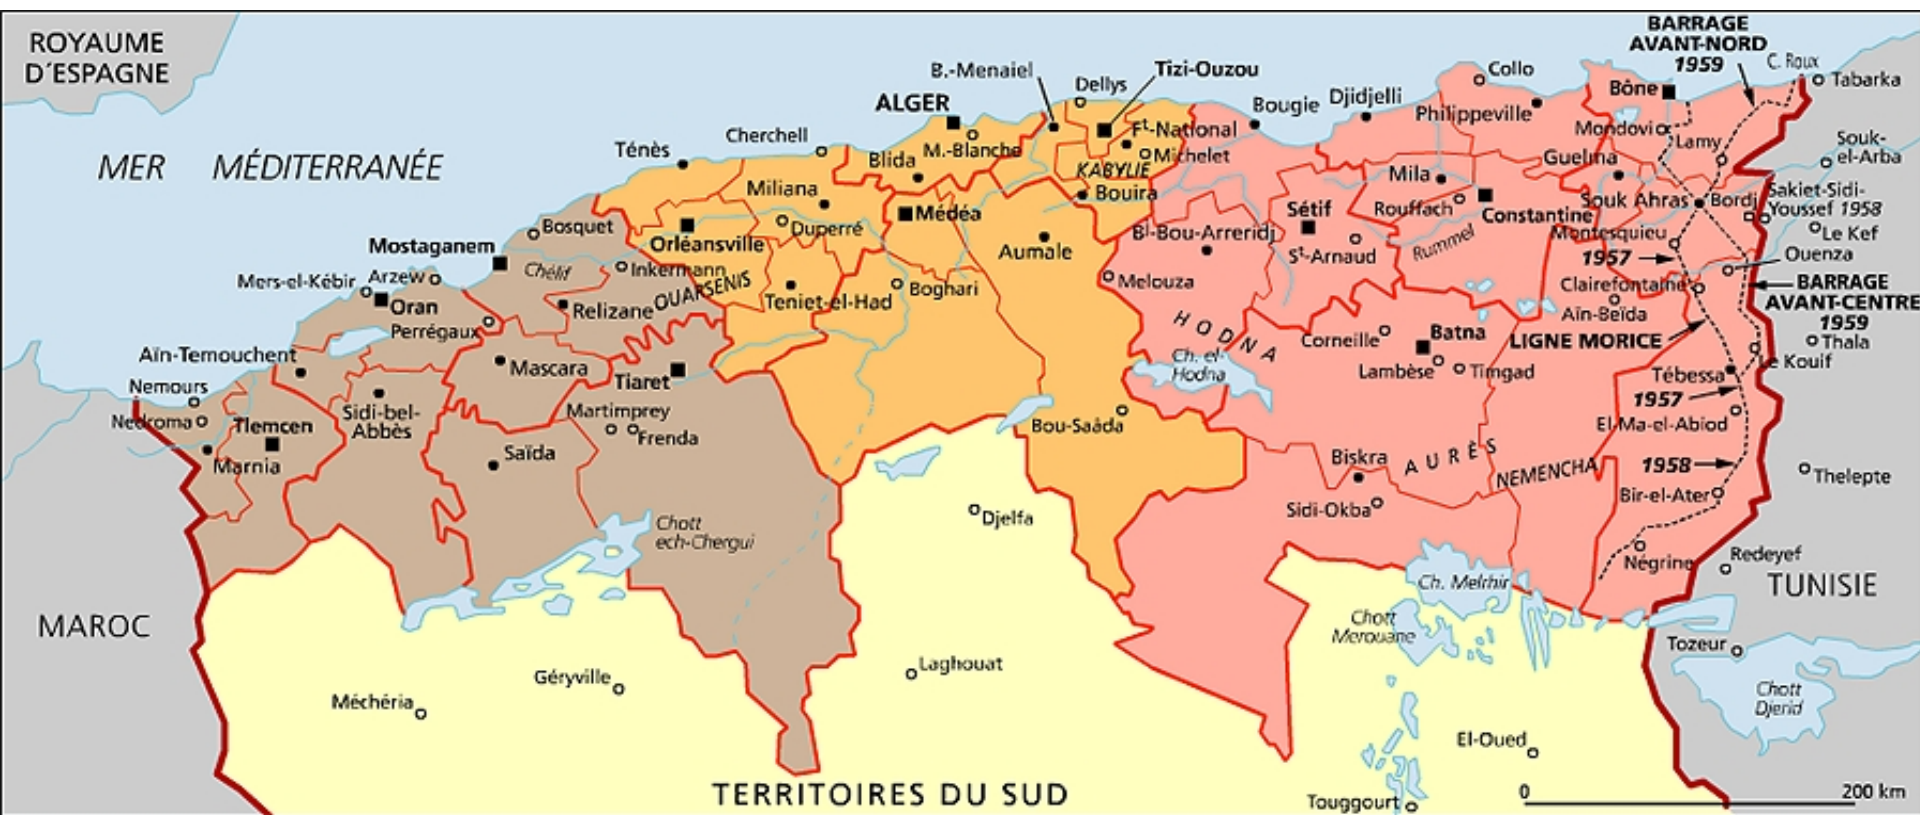 ROYAUME
D'ESPAGNE
MER MÉDITERRANÉE
BARRAGE
AVANT-NORD
1959
C. Roux
Tabarka
B.-Menaiel
Dellys
Tizi-Ouzou
Collo
Bône
ALGER
Bougie
Djidjelli
Philippeville
Mondovi
Lamy
Souk-
el-Arba
Ténès
Cherchell
Blida
M.-Blanche
Ft-National
Michelet
KABYLIE
Bouira
Guelma
Mila
Rouffach
Constantine
Souk Ahras
Bordj
Sakiet-Sidi-
Youssef 1958
Miliana
Médéa
Duperré
Orléansville
Aumale
Bl-Bou-Arreridj
Sétif
St-Arnaud
Rummel
Montesquieu
1957
Le Kef
Ouenza
Bosquet
Mostaganem
Chélif
Inkermann
OUARSENIS
Relizane
Teniet-el-Had
Boghari
Melouza
Clairefontaine
Aïn-Beïda
BARRAGE
AVANT-CENTRE
1959
Mers-el-Kébir
Arzew
Oran
Perrégaux
HODNA
Ch. el-
Hodna
Corneille
Batna
Lambèse
Timgad
LIGNE MORICE
Thala
Le Kouif
Aïn-Temouchent
Mascara
Tiaret
Tébessa
1957
Nemours
Nedroma
Tlemcen
Marnia
Sidi-bel-
Abbès
Martimprey
Frenda
Saïda
Bou-Saâda
El-Ma-el-Abiod
Biskra
AURÈS
NEMENCHA
1958
Thelepte
Sidi-Okba
Bir-el-Ater
Chott
ech-Chergui
Djelfa
Négrine
Redeyef
TUNISIE
Ch. Melrhir
Chott
Merouane
MAROC
Tozeur
Chott
Djerid
Méchéria
Géryville
Laghouat
El-Oued
TERRITOIRES DU SUD
Touggourt
0 200 km